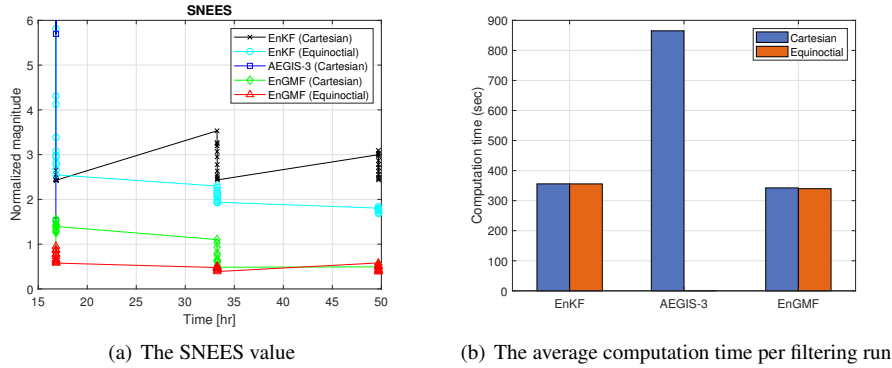 SNEES
6
5
4
3
2
1
0
Normalized magnitude
15 20 25 30 35 40 45 50
Time [hr]
EnKF (Cartesian)
EnKF (Equinoctial)
AEGIS-3 (Cartesian)
EnGMF (Cartesian)
EnGMF (Equinoctial)
(a) The SNEES value
900
800
700
600
500
400
300
200
100
0
Computation time (sec)
EnKF AEGIS-3 EnGMF
Cartesian
Equinoctial
(b) The average computation time per filtering run